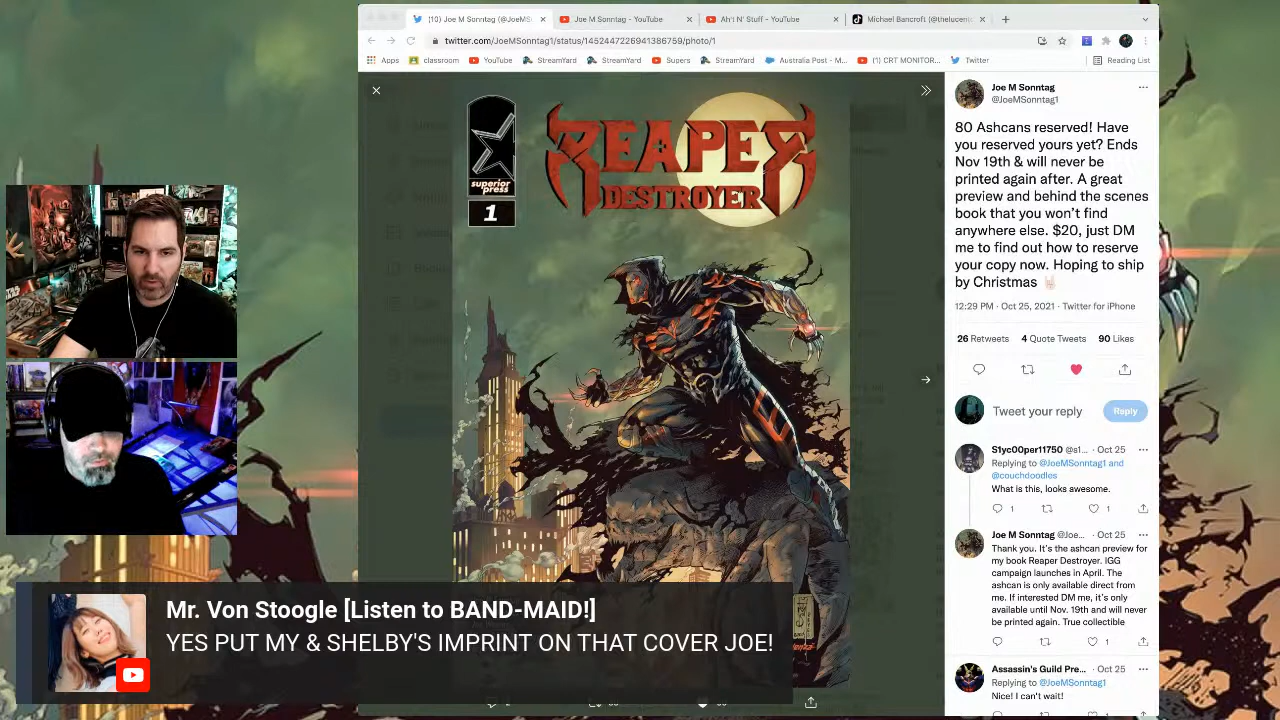 (10) Joe M Sonntag (@JoeMS
Joe M Sonntag - YouTube
Ah't N' Stuff - YouTube
Michael Bancroft (@thelucent
twitter.com/JoeMSonntag1/status/1452447226941386759/photo/1
Apps
classroom
YouTube
StreamYard
StreamYard
Supers
StreamYard
Australia Post - M...
(1) CRT MONITOR...
Twitter
Reading List
superior press
1
REAPER
DESTROYER
Joe M Sonntag
@JoeMSonntag1
80 Ashcans reserved! Have
you reserved yours yet? Ends
Nov 19th & will never be
printed again after. A great
preview and behind the scenes
book that you won't find
anywhere else. $20, just DM
me to find out how to reserve
your copy now. Hoping to ship
by Christmas 🤘🏻
12:29 PM · Oct 25, 2021 · Twitter for iPhone
26 Retweets 4 Quote Tweets 90 Likes
Tweet your reply
Reply
S1yc00per11750 @s1... · Oct 25
Replying to @JoeMSonntag1 and
@couchdoodles
What is this, looks awesome.
1 1
Joe M Sonntag @Joe... · Oct 25
Thank you. It's the ashcan preview for
my book Reaper Destroyer. IGG
campaign launches in April. The
ashcan is only available direct from
me. If interested DM me, it's only
available until Nov. 19th and will never
be printed again. True collectible
1
Assassin's Guild Pre... · Oct 25
Replying to @JoeMSonntag1
Nice! I can't wait!
Mr. Von Stoogle [Listen to BAND-MAID!]
YES PUT MY & SHELBY'S IMPRINT ON THAT COVER JOE!